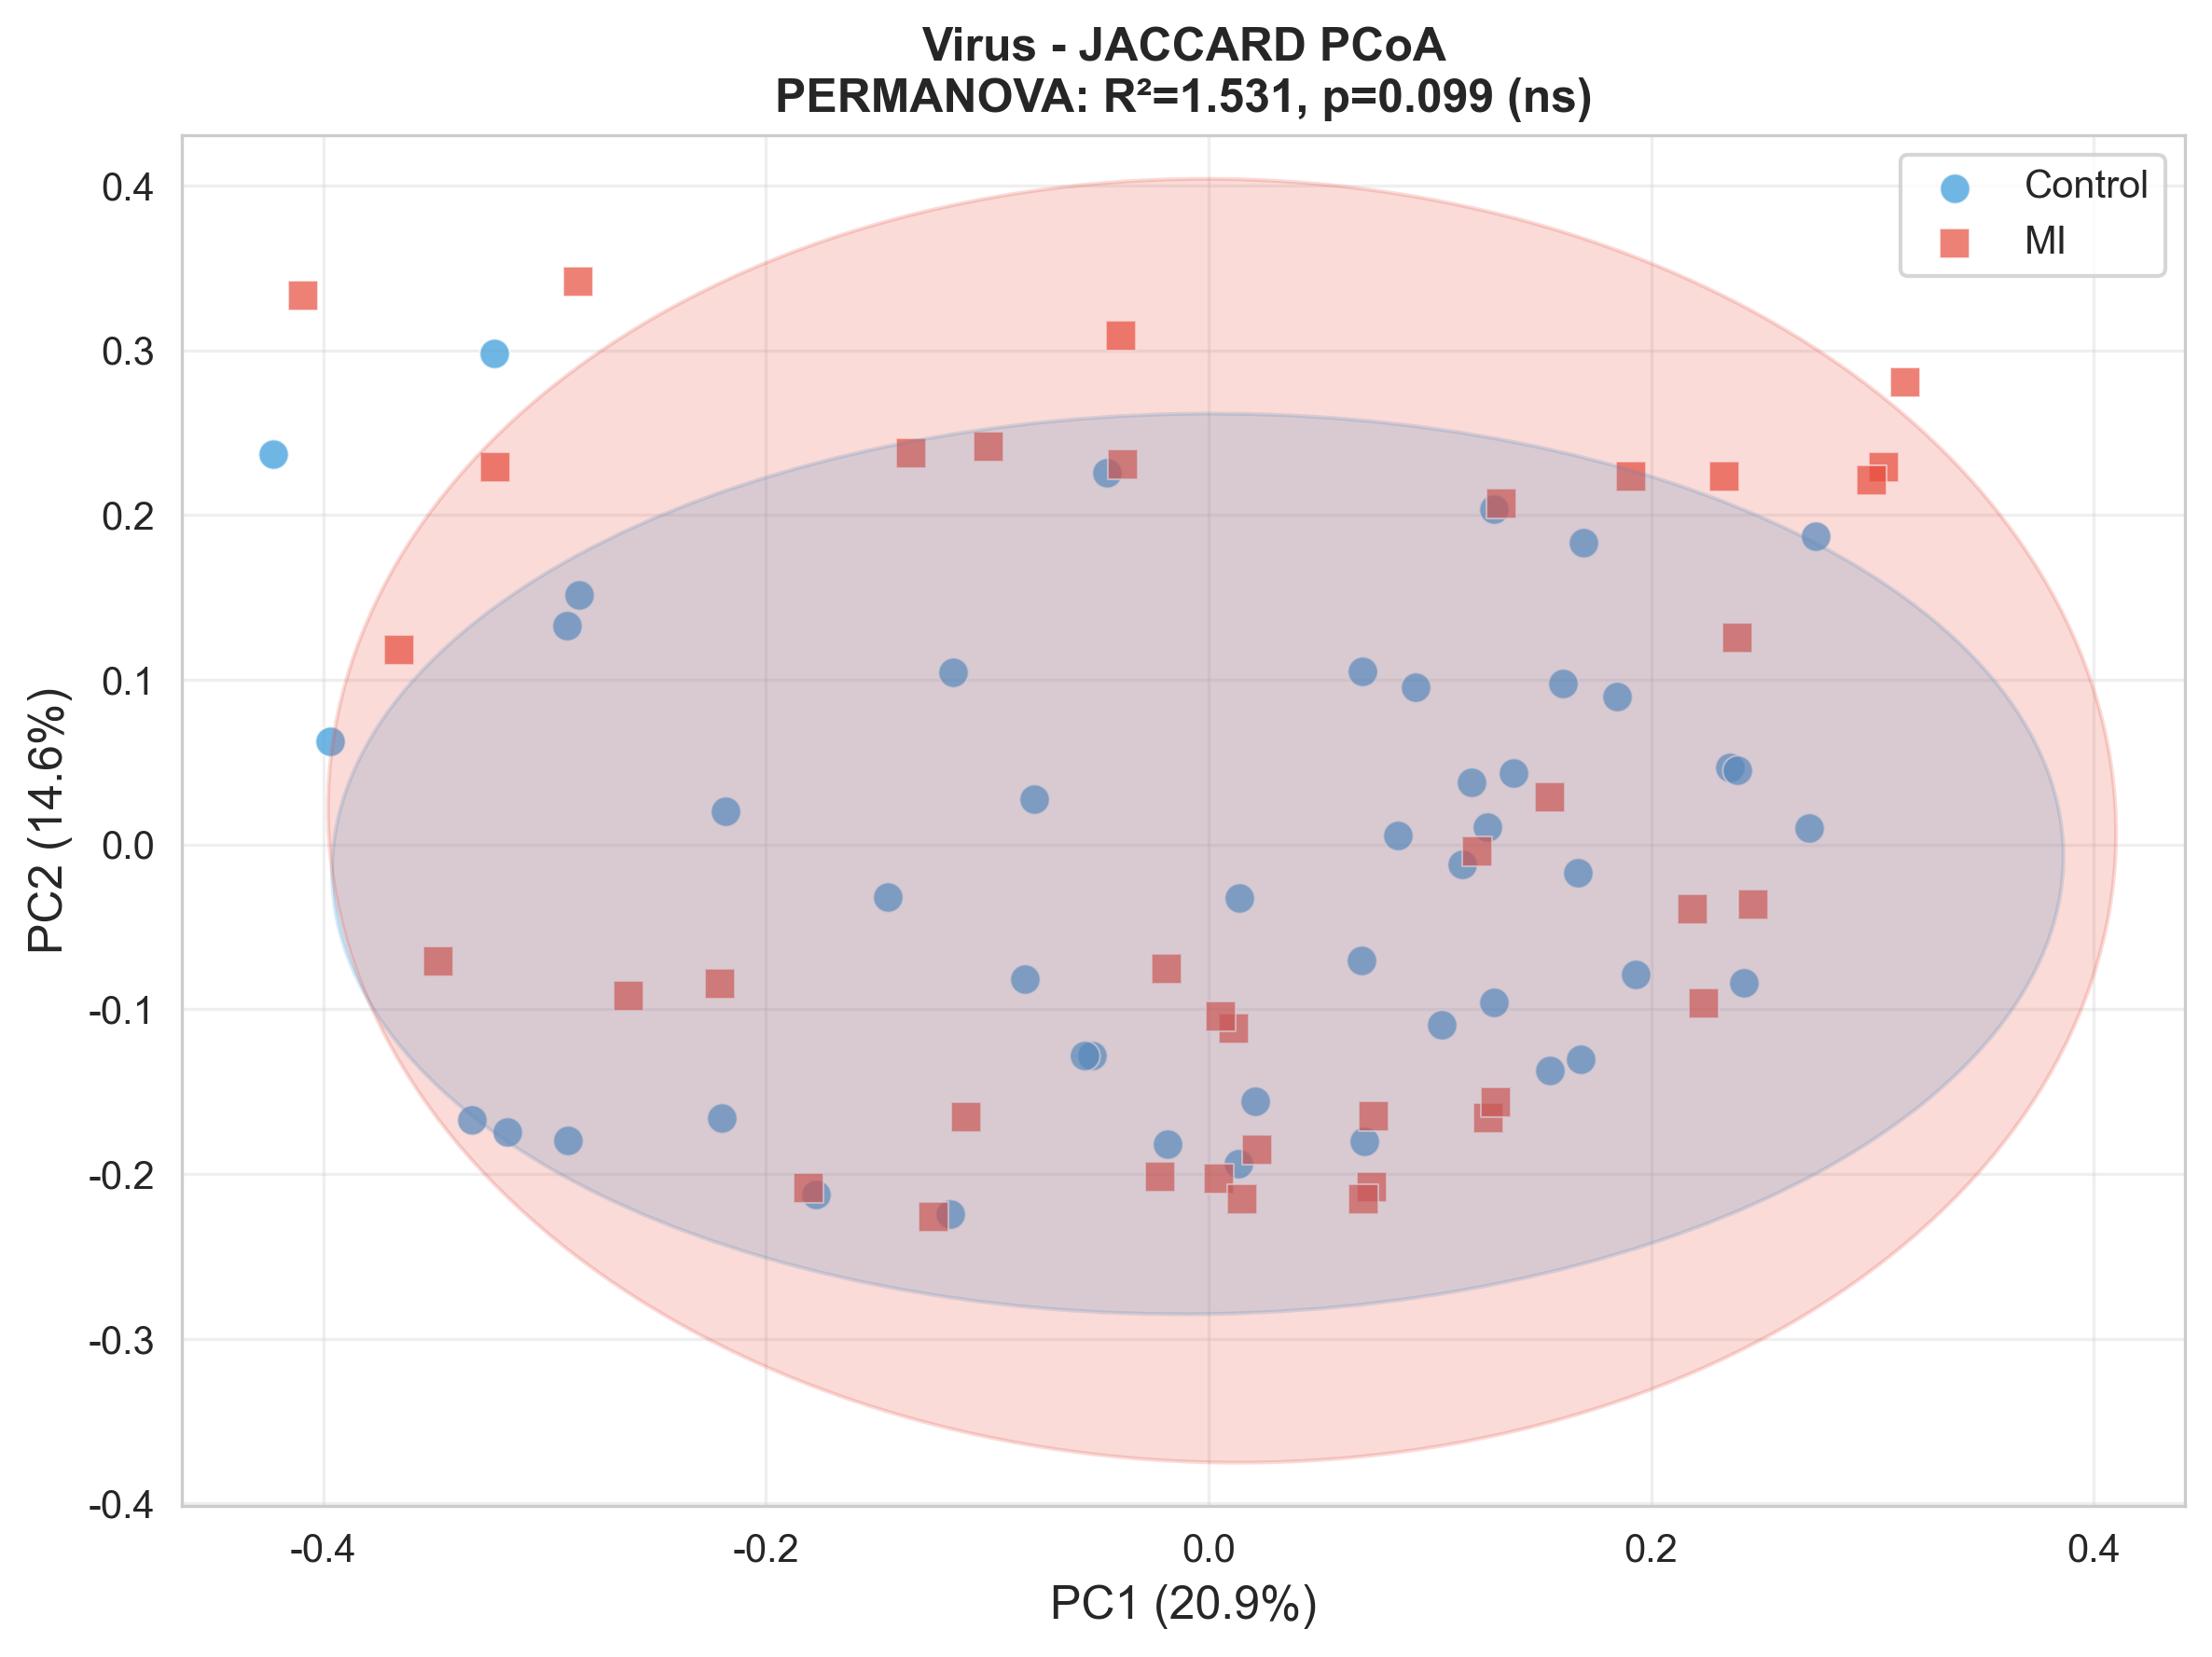 Virus - JACCARD PCoA
PERMANOVA: R²=1.531, p=0.099 (ns)
Control
MI
0.4
0.3
0.2
0.1
0.0
-0.1
-0.2
-0.3
-0.4
PC2 (14.6%)
-0.4 -0.2 0.0 0.2 0.4
PC1 (20.9%)